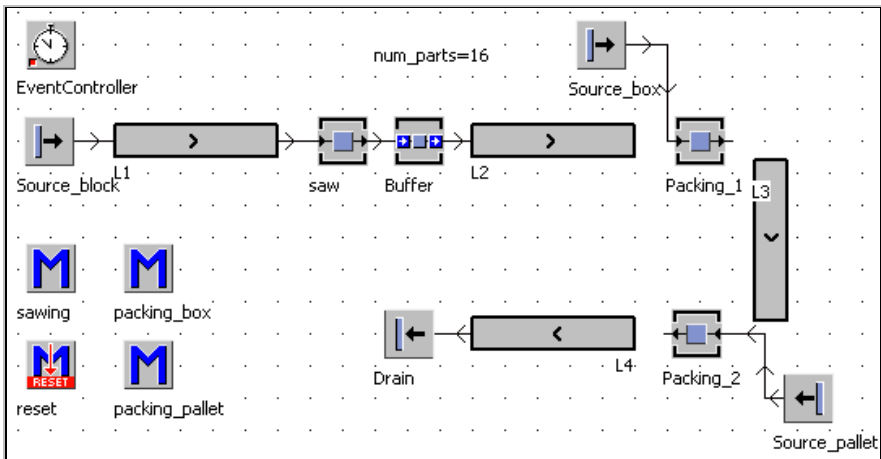 num_parts=16
EventController
Source_box
Source_block
L1
saw
Buffer
L2
Packing_1
L3
sawing
packing_box
Drain
L4
Packing_2
RESET
reset
packing_pallet
Source_pallet